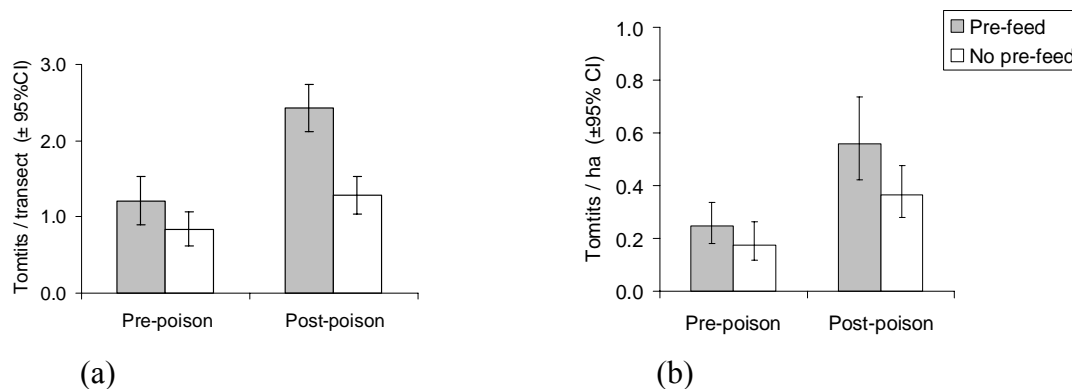 Tomtits / transect (± 95%CI)
3.0
2.0
1.0
0.0
Pre-poison
Post-poison
(a)
Tomtits / ha (±95% CI)
1.0
0.8
0.6
0.4
0.2
0.0
Pre-poison
Post-poison
(b)
Pre-feed
No pre-feed